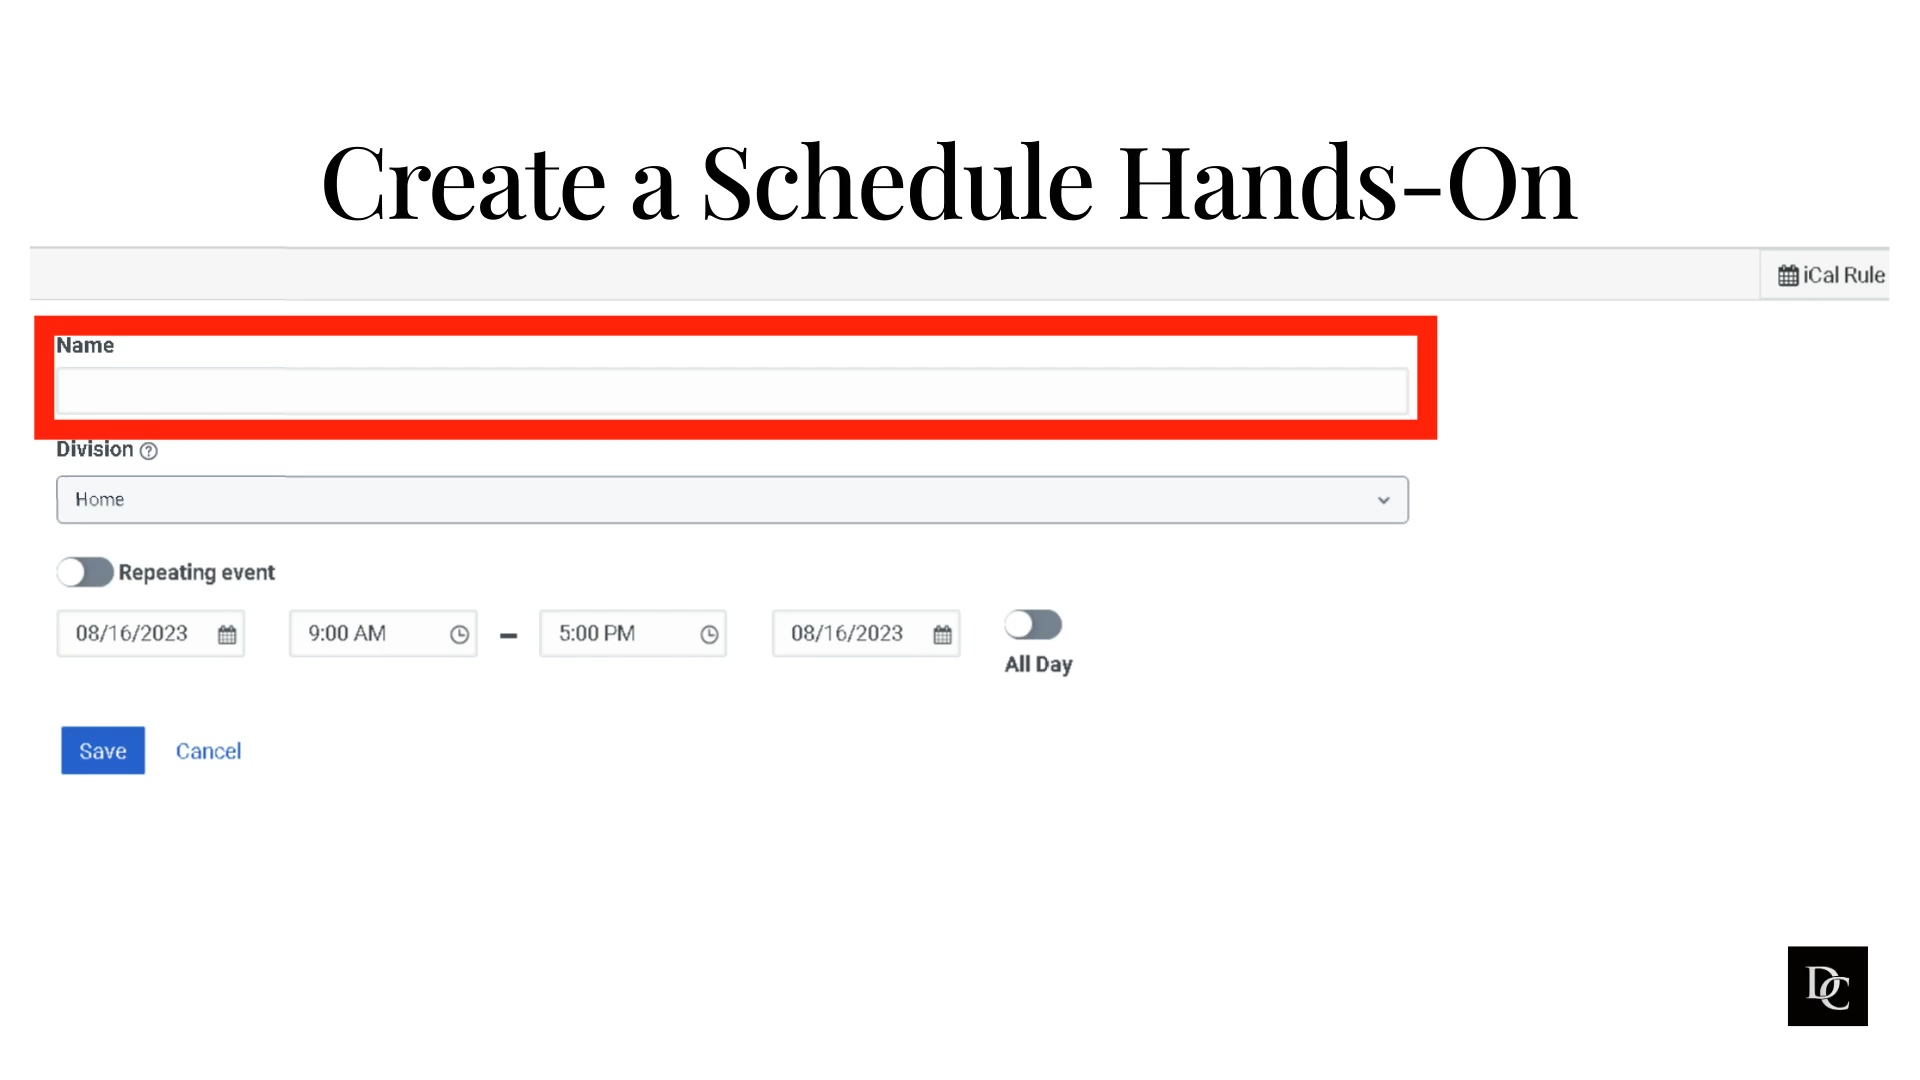 Create a Schedule Hands-On
iCal Rule
Name
Division ?
Home
Repeating event
08/16/2023 9:00 AM – 5:00 PM 08/16/2023
All Day
Save Cancel
DC